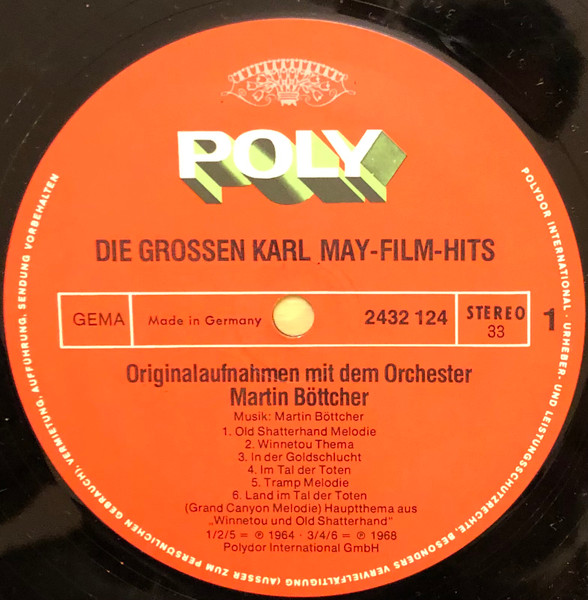 POLY
DIE GROSSEN KARL MAY-FILM-HITS
GEMA
Made in Germany
2432 124
STEREO
33
1
Originalaufnahmen mit dem Orchester
Martin Böttcher
Musik: Martin Böttcher
1. Old Shatterhand Melodie
2. Winnetou Thema
3. In der Goldschlucht
4. Im Tal der Toten
5. Tramp Melodie
6. Land im Tal der Toten
(Grand Canyon Melodie) Hauptthema aus
„Winnetou und Old Shatterhand"
1/2/5 = ℗ 1964 · 3/4/6 = ℗ 1968
Polydor International GmbH
POLYDOR INTERNATIONAL · URHEBER- UND LEISTUNGSSCHUTZRECHTE, BESONDERS VERVIELFÄLTIGUNG (AUSSER ZUM PERSÖNLICHEN GEBRAUCH), VERMIETUNG, AUFFÜHRUNG, SENDUNG VORBEHALTEN